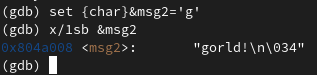 (gdb) set {char}&msg2='g'
(gdb) x/1sb &msg2
0x804a008 <msg2>:        "gorld!\n\034"
(gdb)